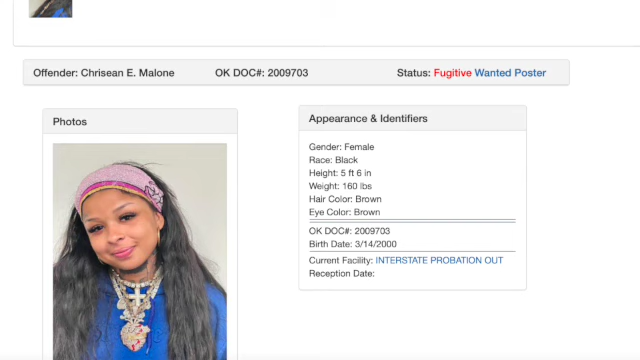 Offender: Chrisean E. Malone OK DOC#: 2009703 Status: Fugitive Wanted Poster
Photos
Appearance & Identifiers
Gender: Female
Race: Black
Height: 5 ft 6 in
Weight: 160 lbs
Hair Color: Brown
Eye Color: Brown
OK DOC#: 2009703
Birth Date: 3/14/2000
Current Facility: INTERSTATE PROBATION OUT
Reception Date: